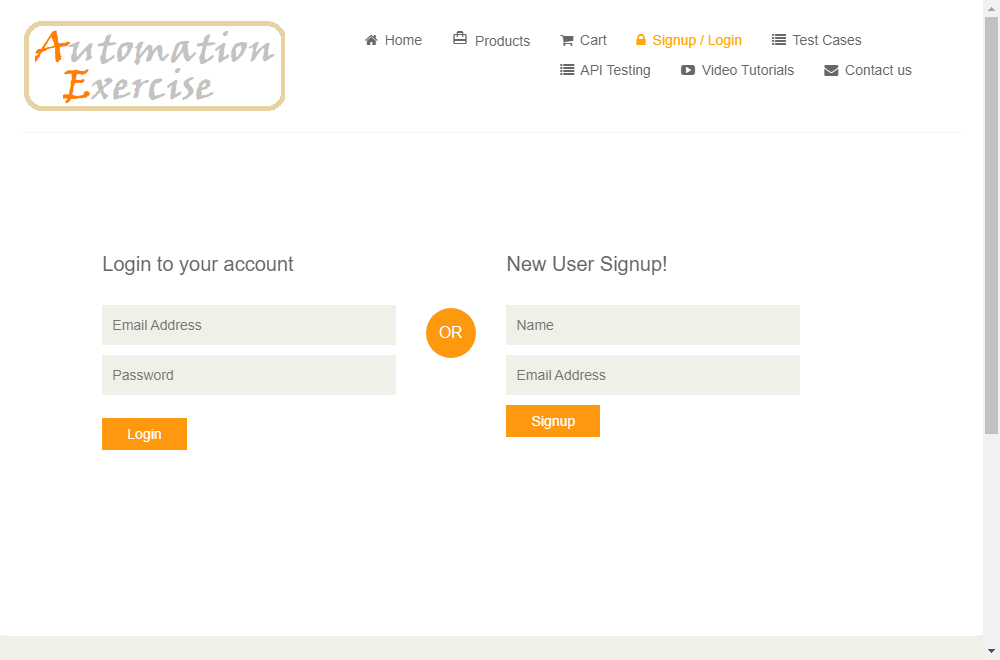 Automation
Exercise
Home
Products
Cart
Signup / Login
Test Cases
API Testing
Video Tutorials
Contact us
Login to your account
Email Address
Password
Login
OR
New User Signup!
Name
Email Address
Signup